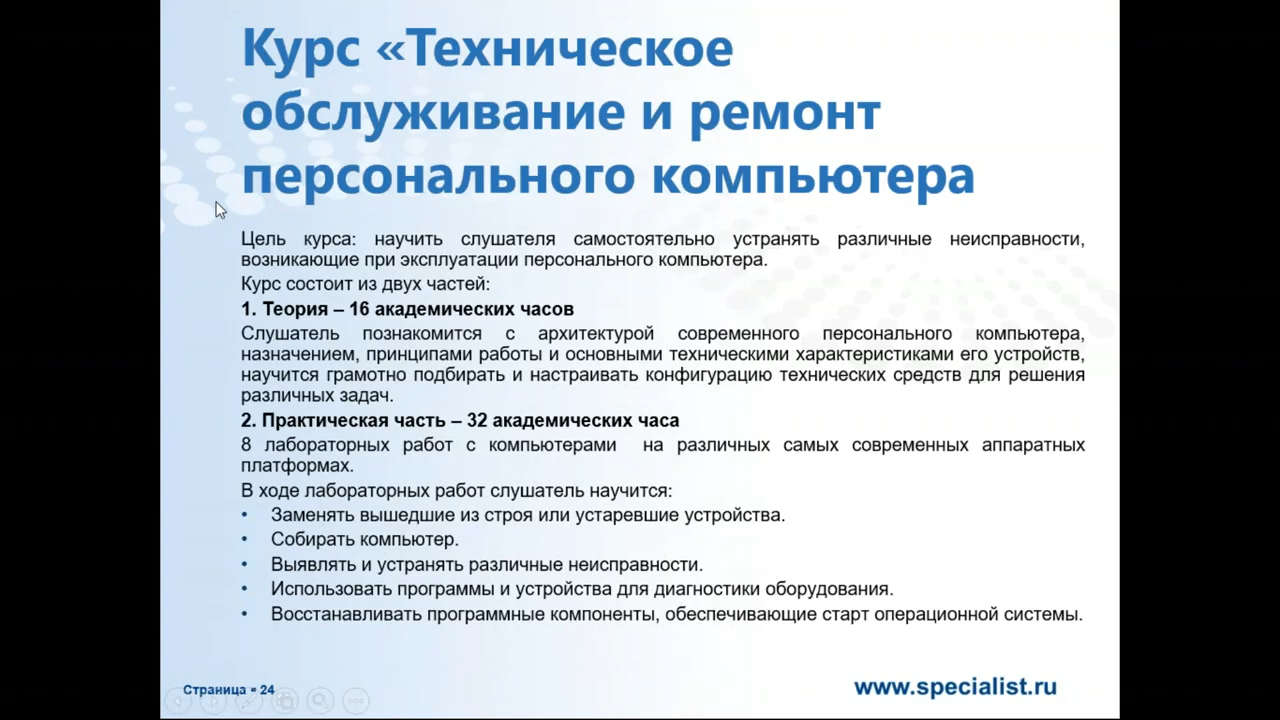 Курс «Техническое
обслуживание и ремонт
персонального компьютера
Цель курса: научить слушателя самостоятельно устранять различные неисправности,
возникающие при эксплуатации персонального компьютера.
Курс состоит из двух частей:
1. Теория – 16 академических часов
Слушатель познакомится с архитектурой современного персонального компьютера,
назначением, принципами работы и основными техническими характеристиками его устройств,
научится грамотно подбирать и настраивать конфигурацию технических средств для решения
различных задач.
2. Практическая часть – 32 академических часа
8 лабораторных работ с компьютерами на различных самых современных аппаратных
платформах.
В ходе лабораторных работ слушатель научится:
• Заменять вышедшие из строя или устаревшие устройства.
• Собирать компьютер.
• Выявлять и устранять различные неисправности.
• Использовать программы и устройства для диагностики оборудования.
• Восстанавливать программные компоненты, обеспечивающие старт операционной системы.
Страница = 24
www.specialist.ru